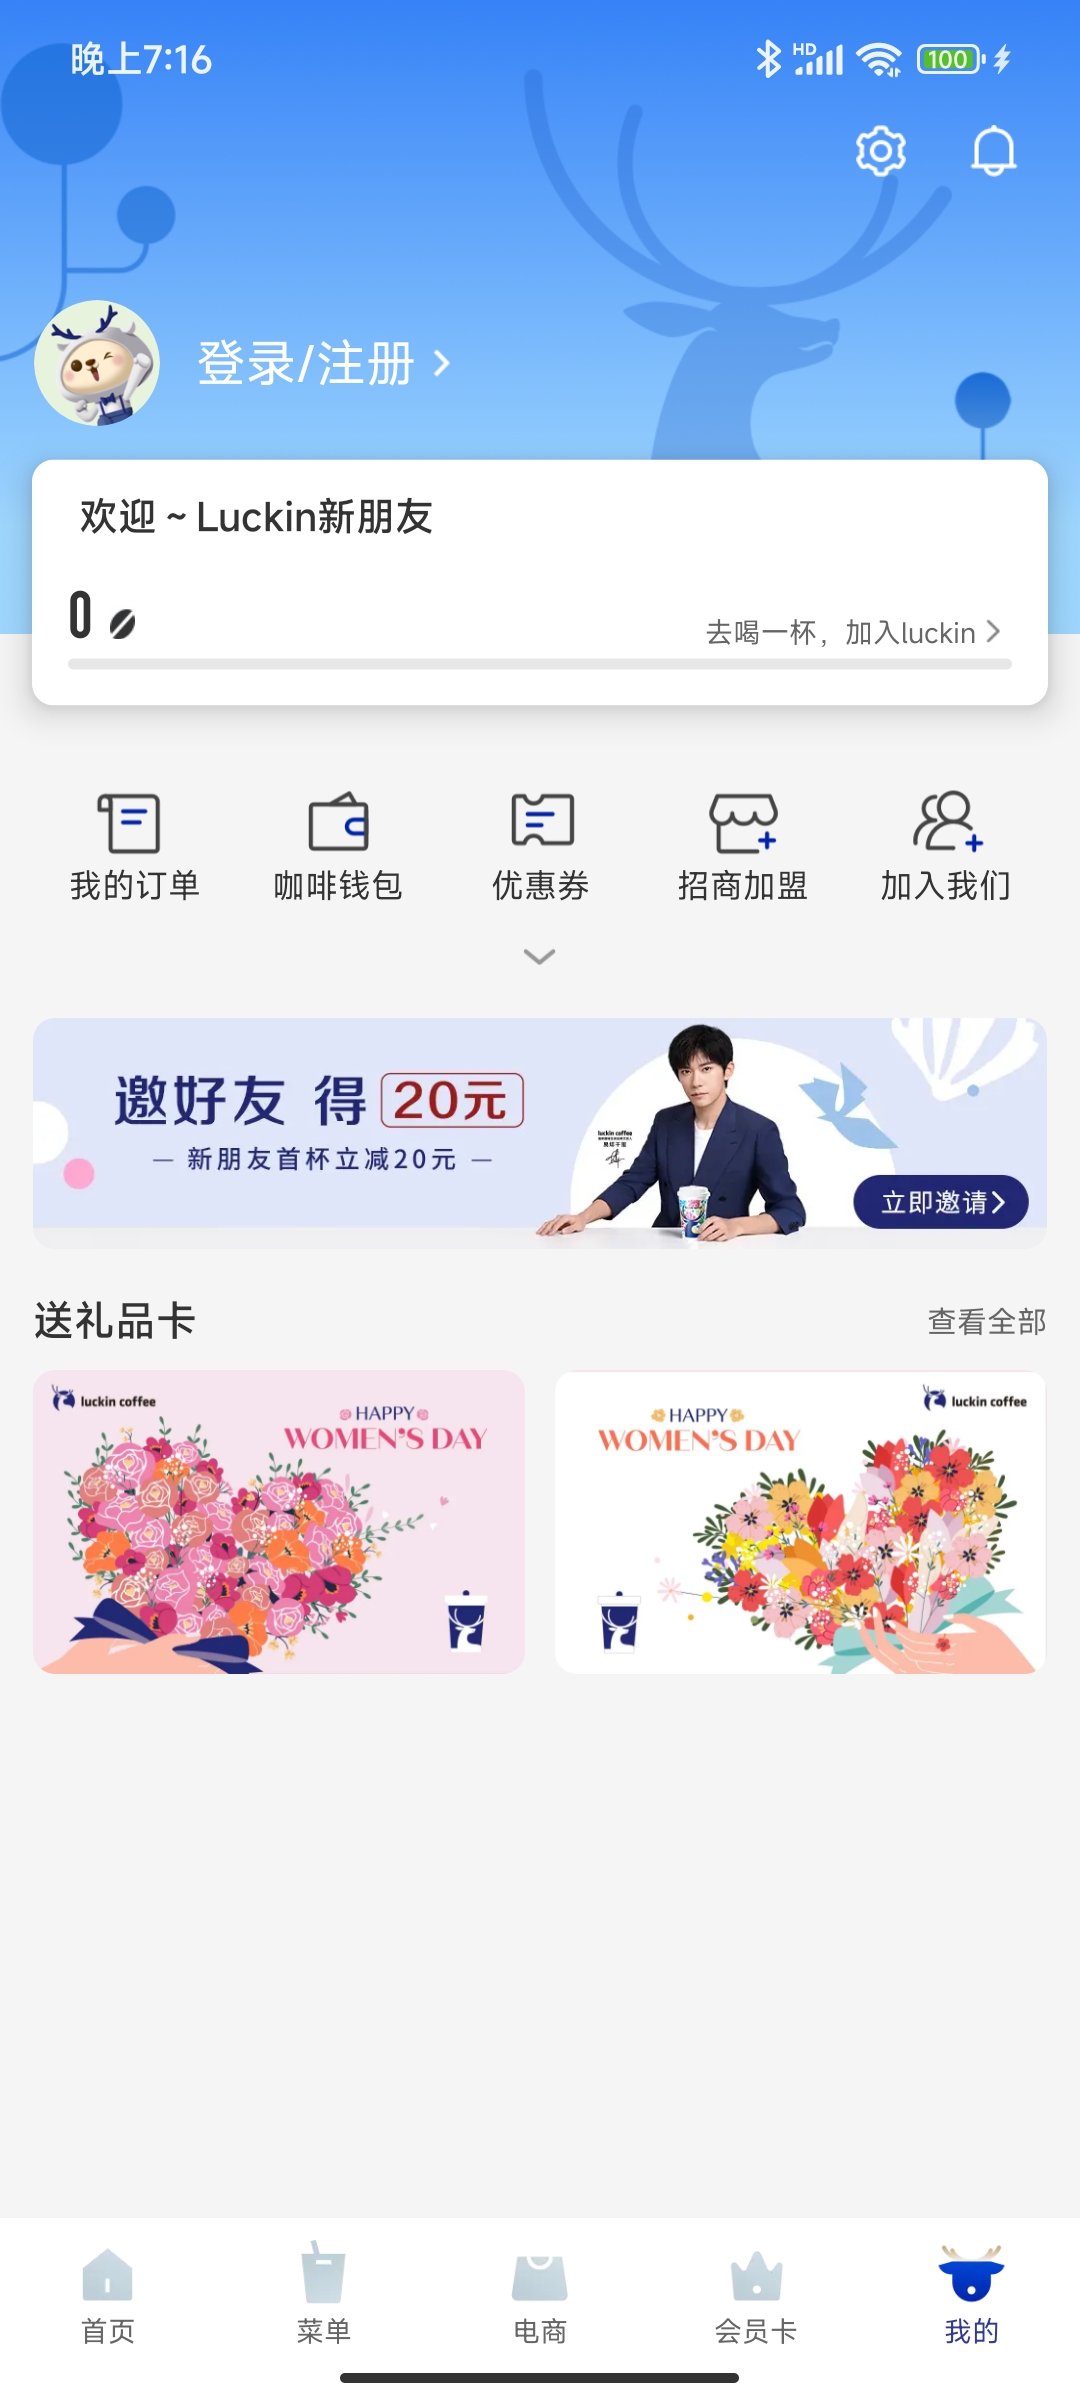 晚上7:16
HD
100
登录/注册
欢迎 ~ Luckin新朋友
0
去喝一杯，加入luckin
我的订单
咖啡钱包
优惠券
招商加盟
加入我们
邀好友 得 20元
— 新朋友首杯立减20元 —
luckin coffee
立即邀请
送礼品卡
查看全部
luckin coffee
HAPPY
WOMEN'S DAY
luckin coffee
HAPPY
WOMEN'S DAY
首页
菜单
电商
会员卡
我的